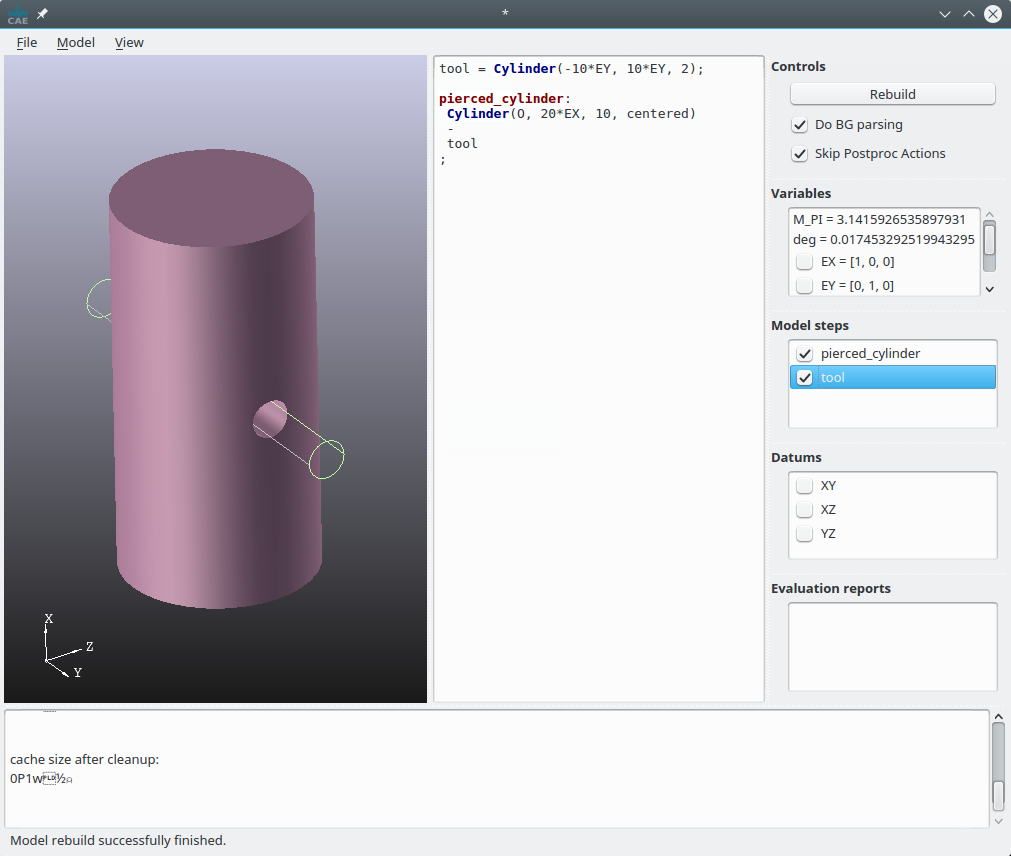 CAE
*
File Model View
tool = Cylinder(-10*EY, 10*EY, 2);
pierced_cylinder:
Cylinder(O, 20*EX, 10, centered)
-
tool
;
X
Z
Y
Controls
Rebuild
Do BG parsing
Skip Postproc Actions
Variables
M_PI = 3.1415926535897931
deg = 0.017453292519943295
EX = [1, 0, 0]
EY = [0, 1, 0]
Model steps
pierced_cylinder
tool
Datums
XY
XZ
YZ
Evaluation reports
cache size after cleanup:
0P1w½
Model rebuild successfully finished.